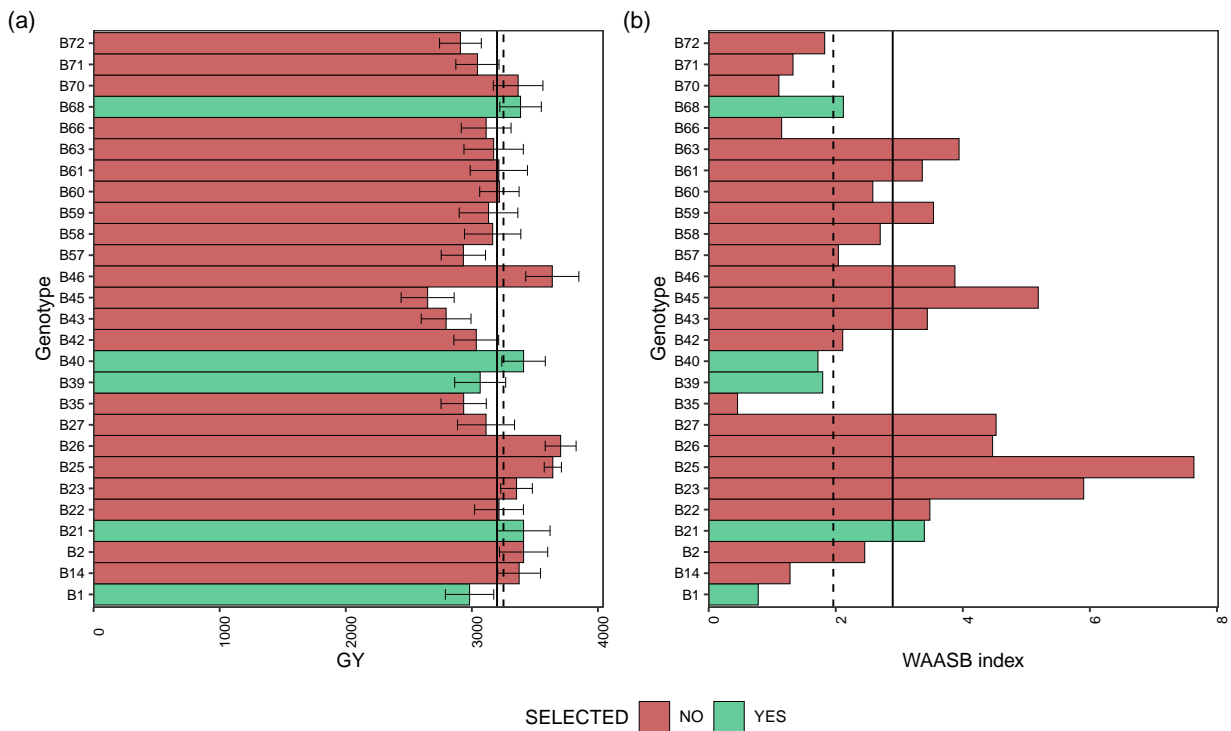 (a)
B72
B71
B70
B68
B66
B63
B61
B60
B59
B58
B57
B46
B45
B43
B42
B40
B39
B35
B27
B26
B25
B23
B22
B21
B2
B14
B1
Genotype
0
1000
2000
3000
4000
GY
(b)
B72
B71
B70
B68
B66
B63
B61
B60
B59
B58
B57
B46
B45
B43
B42
B40
B39
B35
B27
B26
B25
B23
B22
B21
B2
B14
B1
Genotype
0
2
4
6
8
WAASB index
SELECTED NO YES